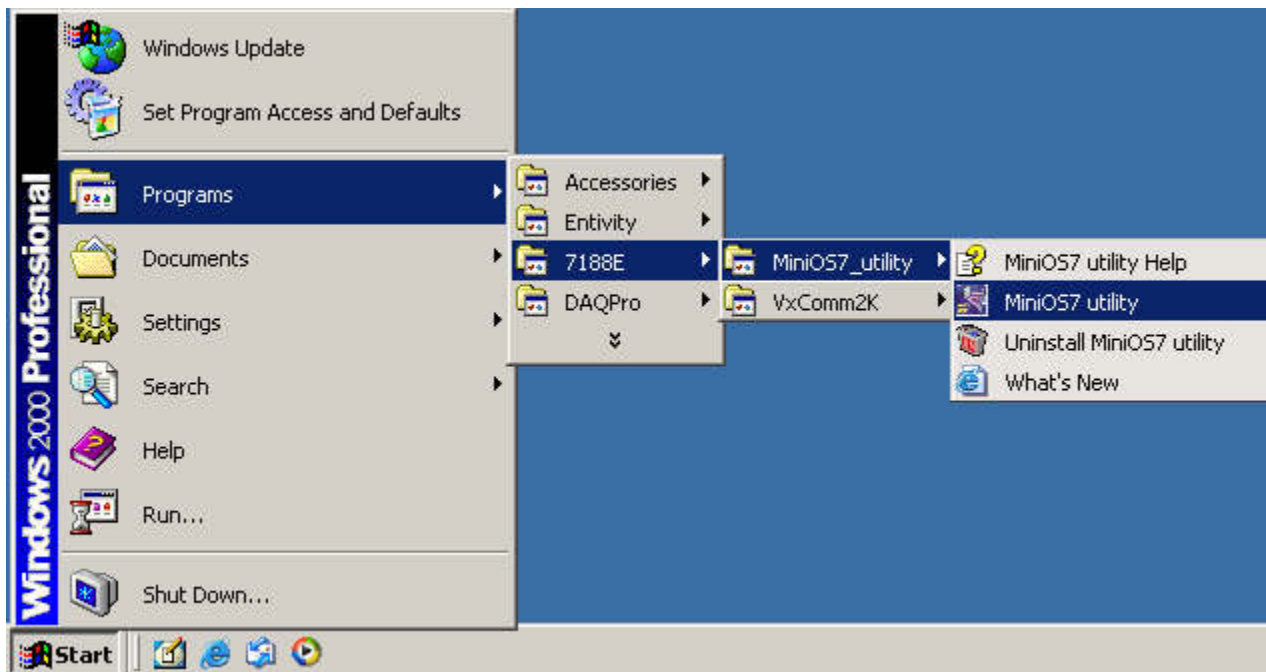 Windows 2000 Professional
Windows Update
Set Program Access and Defaults
Programs
Documents
Settings
Search
Help
Run...
Shut Down...
Accessories
Entivity
7188E
DAQPro
MiniOS7_utility
VxComm2K
MiniOS7 utility Help
MiniOS7 utility
Uninstall MiniOS7 utility
What's New
Start